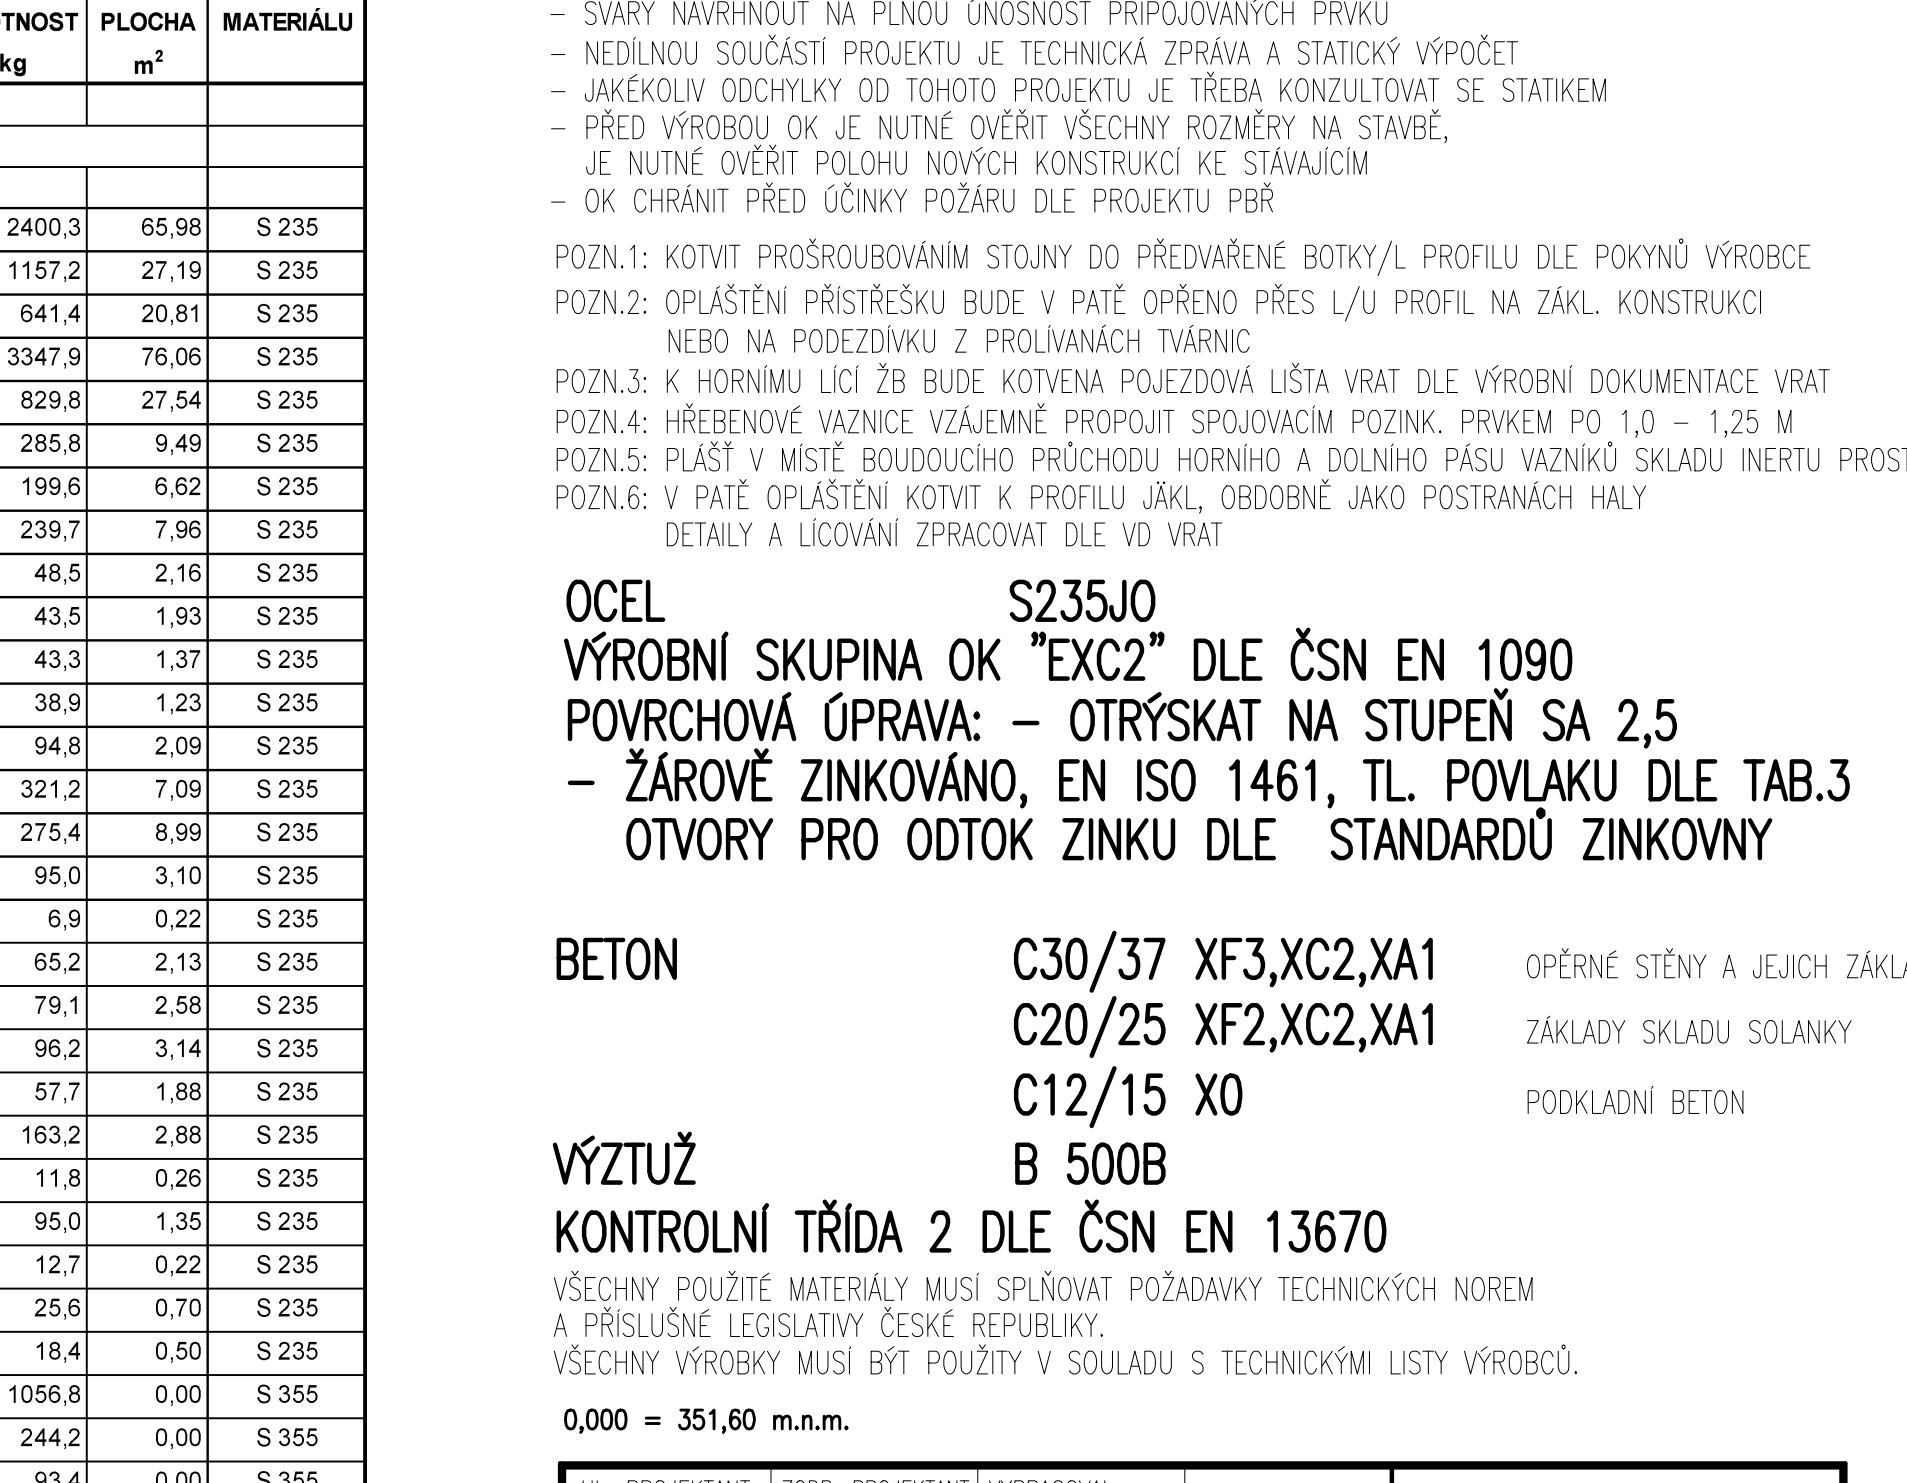 TNOST PLOCHA MATERIÁLU
kg m²
2400,3 65,98 S 235
1157,2 27,19 S 235
641,4 20,81 S 235
3347,9 76,06 S 235
829,8 27,54 S 235
285,8 9,49 S 235
199,6 6,62 S 235
239,7 7,96 S 235
48,5 2,16 S 235
43,5 1,93 S 235
43,3 1,37 S 235
38,9 1,23 S 235
94,8 2,09 S 235
321,2 7,09 S 235
275,4 8,99 S 235
95,0 3,10 S 235
6,9 0,22 S 235
65,2 2,13 S 235
79,1 2,58 S 235
96,2 3,14 S 235
57,7 1,88 S 235
163,2 2,88 S 235
11,8 0,26 S 235
95,0 1,35 S 235
12,7 0,22 S 235
25,6 0,70 S 235
18,4 0,50 S 235
1056,8 0,00 S 355
244,2 0,00 S 355
93,4 0,00 S 355
– SVARY NAVRHNOUT NA PLNOU ÚNOSNOST PŘIPOJOVANÝCH PRVKŮ
– NEDÍLNOU SOUČÁSTÍ PROJEKTU JE TECHNICKÁ ZPRÁVA A STATICKÝ VÝPOČET
– JAKÉKOLIV ODCHYLKY OD TOHOTO PROJEKTU JE TŘEBA KONZULTOVAT SE STATIKEM
– PŘED VÝROBOU OK JE NUTNÉ OVĚŘIT VŠECHNY ROZMĚRY NA STAVBĚ,
JE NUTNÉ OVĚŘIT POLOHU NOVÝCH KONSTRUKCÍ KE STÁVAJÍCÍM
– OK CHRÁNIT PŘED ÚČINKY POŽÁRU DLE PROJEKTU PBŘ
POZN.1: KOTVIT PROŠROUBOVÁNÍM STOJNY DO PŘEDVAŘENÉ BOTKY/L PROFILU DLE POKYNŮ VÝROBCE
POZN.2: OPLÁŠTĚNÍ PŘÍSTŘEŠKU BUDE V PATĚ OPŘENO PŘES L/U PROFIL NA ZÁKL. KONSTRUKCI
NEBO NA PODEZDÍVKU Z PROLÍVANÁCH TVÁRNIC
POZN.3: K HORNÍMU LÍCÍ ŽB BUDE KOTVENA POJEZDOVÁ LIŠTA VRAT DLE VÝROBNÍ DOKUMENTACE VRAT
POZN.4: HŘEBENOVÉ VAZNICE VZÁJEMNĚ PROPOJIT SPOJOVACÍM POZINK. PRVKEM PO 1,0 – 1,25 M
POZN.5: PLÁŠŤ V MÍSTĚ BOUDOUCÍHO PRŮCHODU HORNÍHO A DOLNÍHO PÁSU VAZNÍKŮ SKLADU INERTU PROST
POZN.6: V PATĚ OPLÁŠTĚNÍ KOTVIT K PROFILU JÄKL, OBDOBNĚ JAKO POSTRANÁCH HALY
DETAILY A LÍCOVÁNÍ ZPRACOVAT DLE VD VRAT
OCEL S235J0
VÝROBNÍ SKUPINA OK "EXC2" DLE ČSN EN 1090
POVRCHOVÁ ÚPRAVA: – OTRÝSKAT NA STUPEŇ SA 2,5
– ŽÁROVĚ ZINKOVÁNO, EN ISO 1461, TL. POVLAKU DLE TAB.3
OTVORY PRO ODTOK ZINKU DLE STANDARDŮ ZINKOVNY
BETON C30/37 XF3,XC2,XA1 OPĚRNÉ STĚNY A JEJICH ZÁKLA
C20/25 XF2,XC2,XA1 ZÁKLADY SKLADU SOLANKY
C12/15 X0 PODKLADNÍ BETON
VÝZTUŽ B 500B
KONTROLNÍ TŘÍDA 2 DLE ČSN EN 13670
VŠECHNY POUŽITÉ MATERIÁLY MUSÍ SPLŇOVAT POŽADAVKY TECHNICKÝCH NOREM
A PŘÍSLUŠNÉ LEGISLATIVY ČESKÉ REPUBLIKY.
VŠECHNY VÝROBKY MUSÍ BÝT POUŽITY V SOULADU S TECHNICKÝMI LISTY VÝROBCŮ.
0,000 = 351,60 m.n.m.